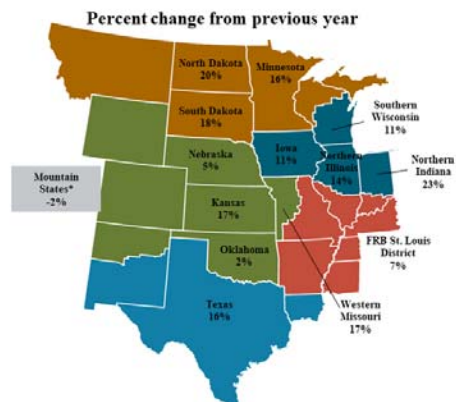 Percent change from previous year
North Dakota
20%
Minnesota
16%
South Dakota
18%
Southern
Wisconsin
11%
Iowa
11%
Northern
Illinois
14%
Northern
Indiana
23%
Nebraska
5%
Mountain
States*
-2%
Kansas
17%
FRB St. Louis
District
7%
Oklahoma
2%
Western
Missouri
17%
Texas
16%